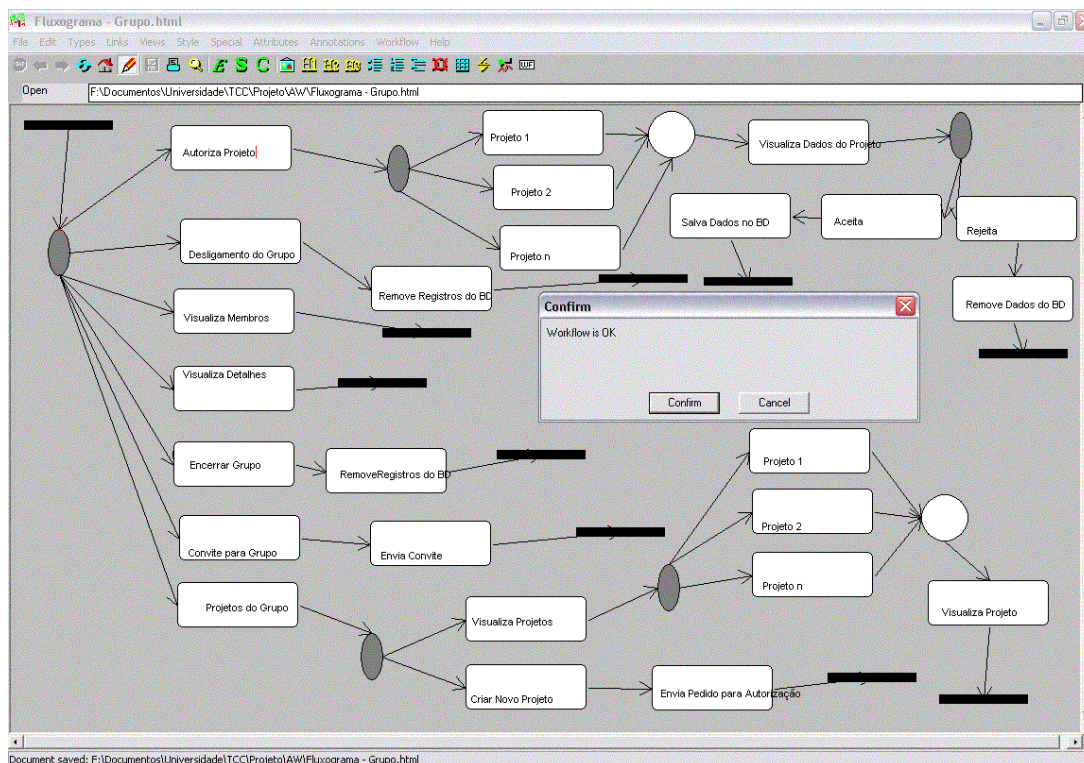 Fluxograma - Grupo.html
File Edit Types Links Views Style Special Attributes Annotations Workflow Help
E S C H1 H2 H3 WF
Open F:\Documentos\Universidade\TCC\Projeto\AW\Fluxograma - Grupo.html
Autoriza Projeto
Projeto 1
Projeto 2
Projeto n
Visualiza Dados do Projeto
Salva Dados no BD
Aceita
Rejeita
Remove Dados do BD
Desligamento do Grupo
Remove Registros do BD
Visualiza Membros
Visualiza Detalhes
Confirm
Workflow is OK
Confirm Cancel
Encerrar Grupo
RemoveRegistros do BD
Convite para Grupo
Envia Convite
Projetos do Grupo
Visualiza Projetos
Criar Novo Projeto
Envia Pedido para Autorização
Projeto 1
Projeto 2
Projeto n
Visualiza Projeto
Document saved: F:\Documentos\Universidade\TCC\Projeto\AW\Fluxograma - Grupo.html